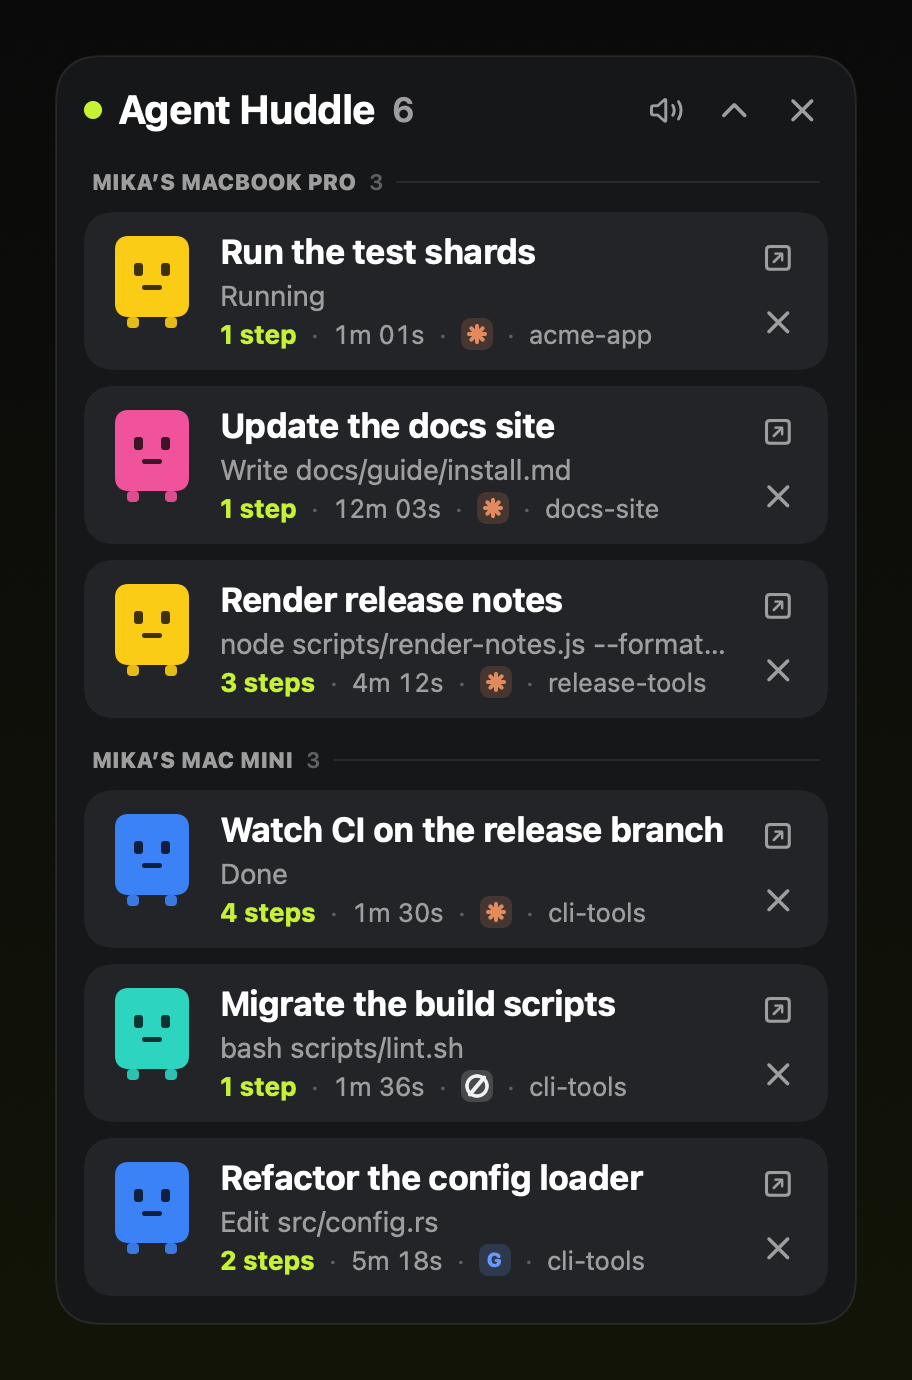 Agent Huddle 6
MIKA’S MACBOOK PRO 3
Run the test shards
Running
1 step · 1m 01s · acme-app
Update the docs site
Write docs/guide/install.md
1 step · 12m 03s · docs-site
Render release notes
node scripts/render-notes.js --format...
3 steps · 4m 12s · release-tools
MIKA’S MAC MINI 3
Watch CI on the release branch
Done
4 steps · 1m 30s · cli-tools
Migrate the build scripts
bash scripts/lint.sh
1 step · 1m 36s · cli-tools
Refactor the config loader
Edit src/config.rs
2 steps · 5m 18s · G · cli-tools